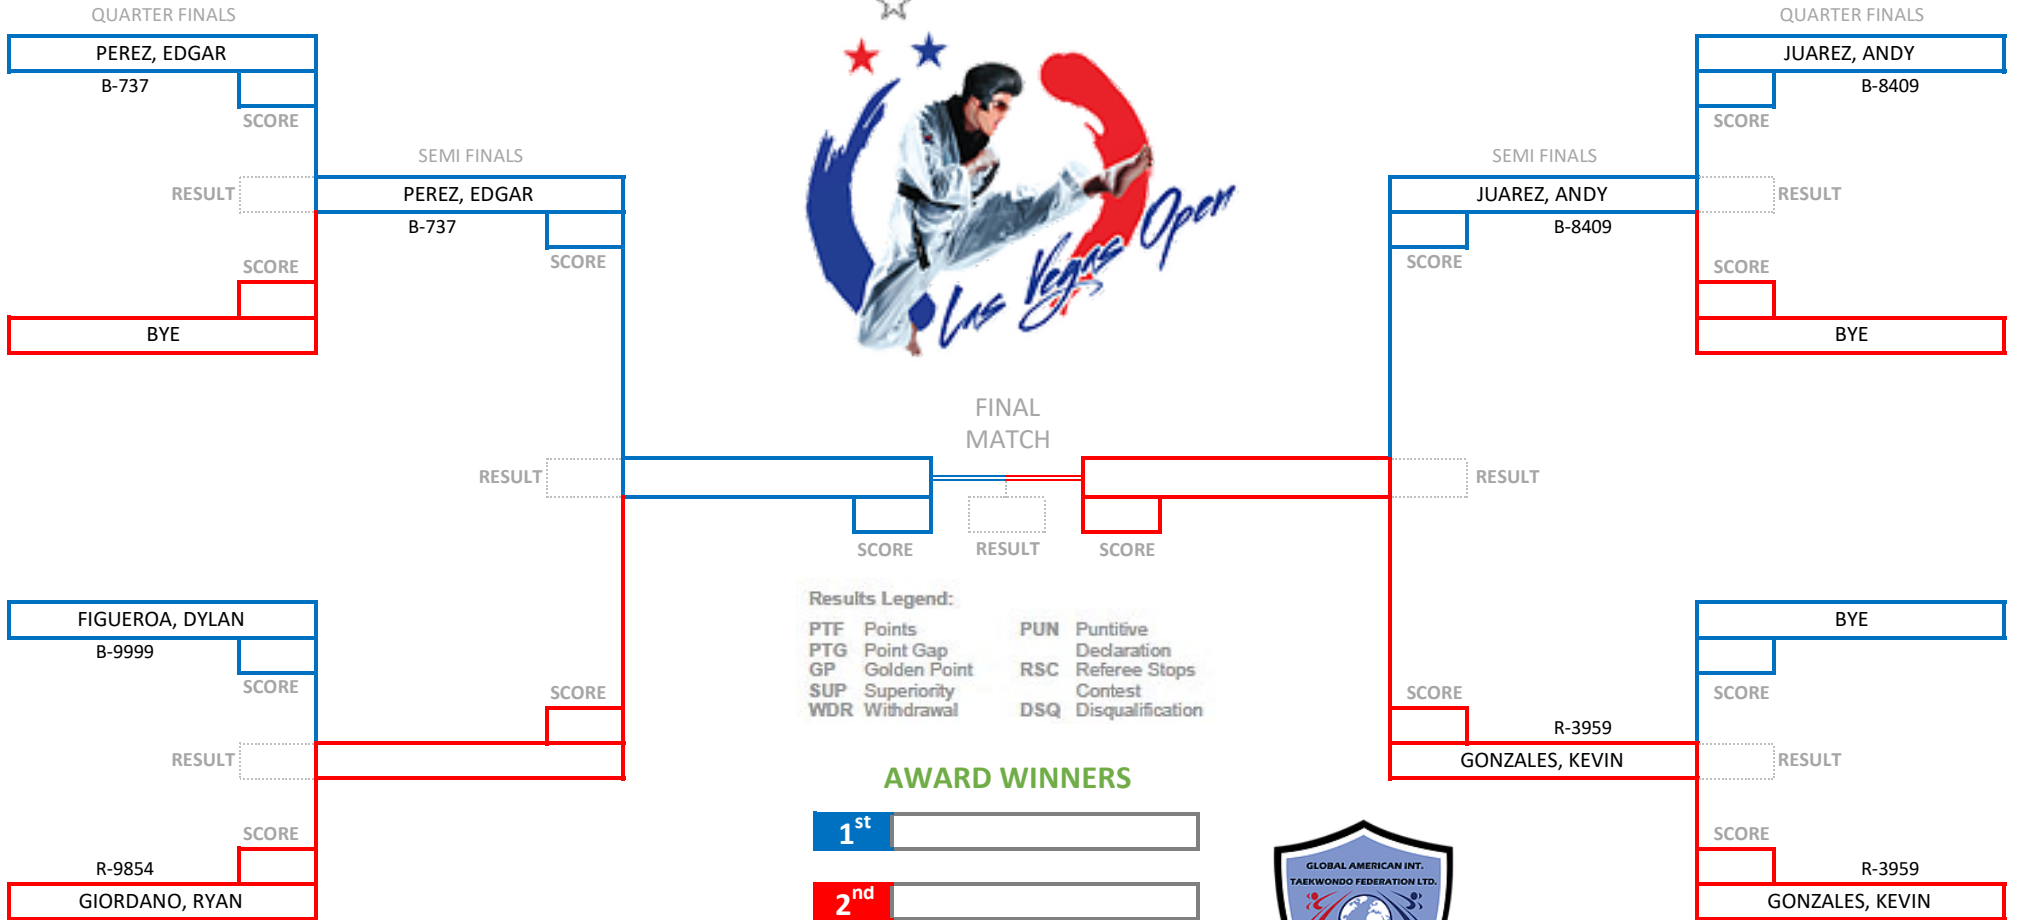 QUARTER FINALS
QUARTER FINALS
PEREZ, EDGAR
JUAREZ, ANDY
B-737
B-8409
SCORE
SCORE
SEMI FINALS
SEMI FINALS
RESULT
PEREZ, EDGAR
JUAREZ, ANDY
RESULT
B-737
B-8409
SCORE
SCORE
SCORE
SCORE
Las Vegas Open
BYE
BYE
FINAL
MATCH
RESULT
RESULT
SCORE
RESULT
SCORE
Results Legend:
PTF Points
PTG Point Gap
GP Golden Point
SUP Superiority
WDR Withdrawal
PUN Puntitive
Declaration
RSC Referee Stops
Contest
DSQ Disqualification
FIGUEROA, DYLAN
BYE
B-9999
SCORE
SCORE
SCORE
SCORE
R-3959
RESULT
GONZALES, KEVIN
RESULT
AWARD WINNERS
1st
SCORE
SCORE
R-9854
R-3959
GIORDANO, RYAN
GONZALES, KEVIN
2nd
GLOBAL AMERICAN INT.
TAEKWONDO FEDERATION LTD.